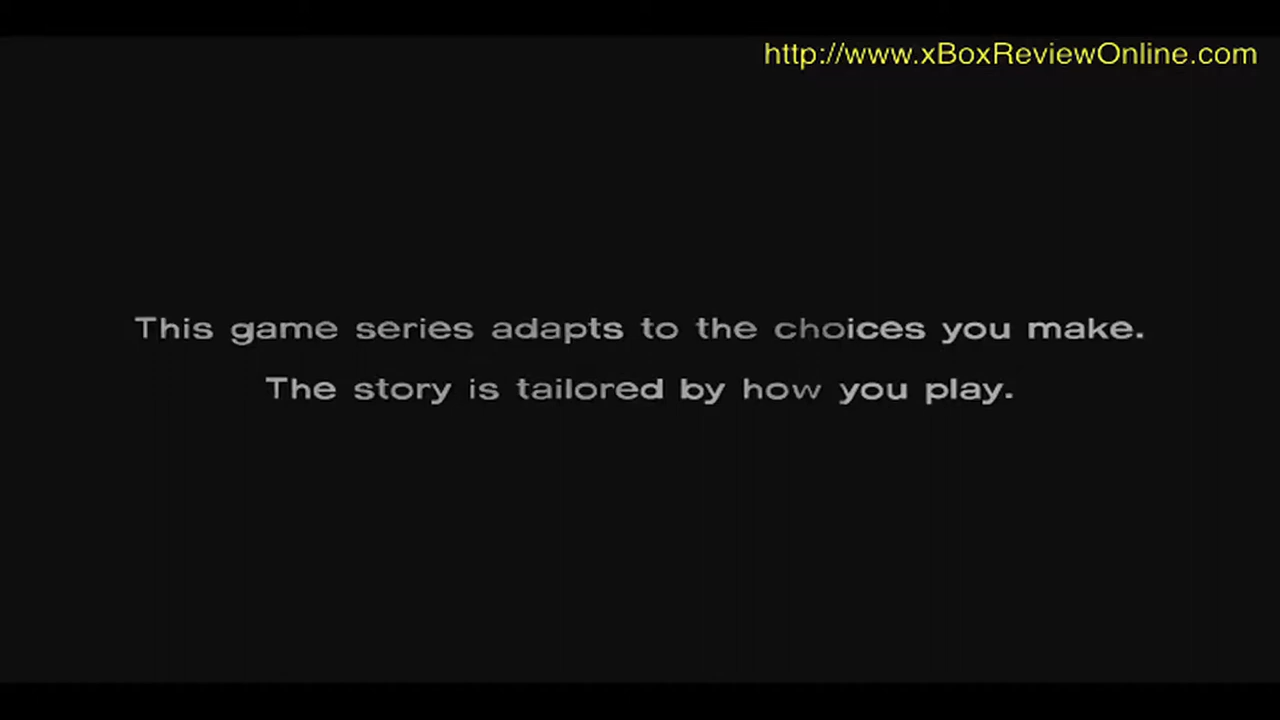 http://www.xBoxReviewOnline.com
This game series adapts to the choices you make.
The story is tailored by how you play.